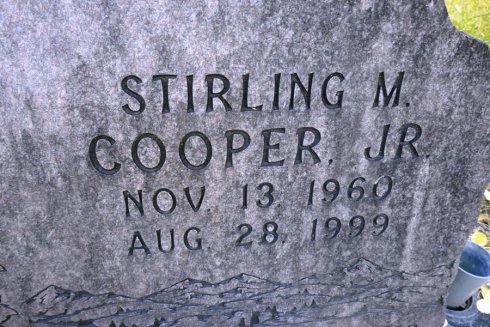 STIRLING M.
COOPER, JR.
NOV. 13, 1960
AUG 28, 1999